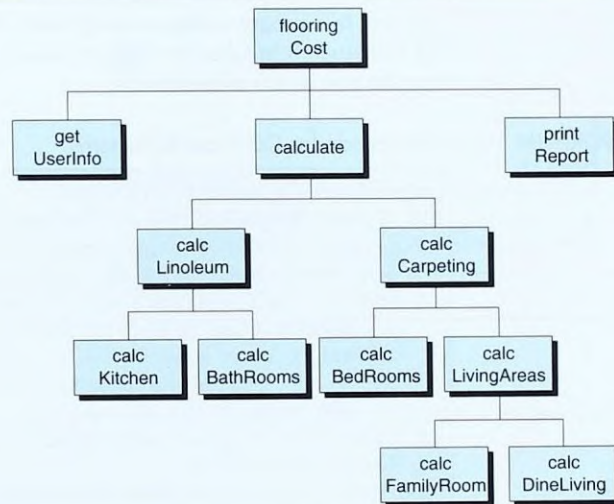 flooring
Cost
get
UserInfo
calculate
print
Report
calc
Linoleum
calc
Carpeting
calc
Kitchen
calc
BathRooms
calc
BedRooms
calc
LivingAreas
calc
FamilyRoom
calc
DineLiving